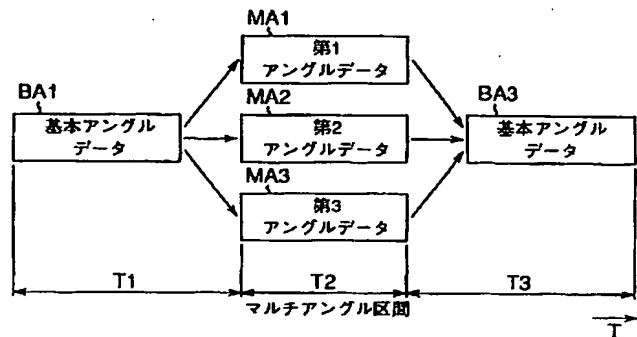 MA1
第1
アングルデータ
BA1
基本アングル
データ
MA2
第2
アングルデータ
BA3
基本アングル
データ
MA3
第3
アングルデータ
T1
T2
T3
マルチアングル区間
T